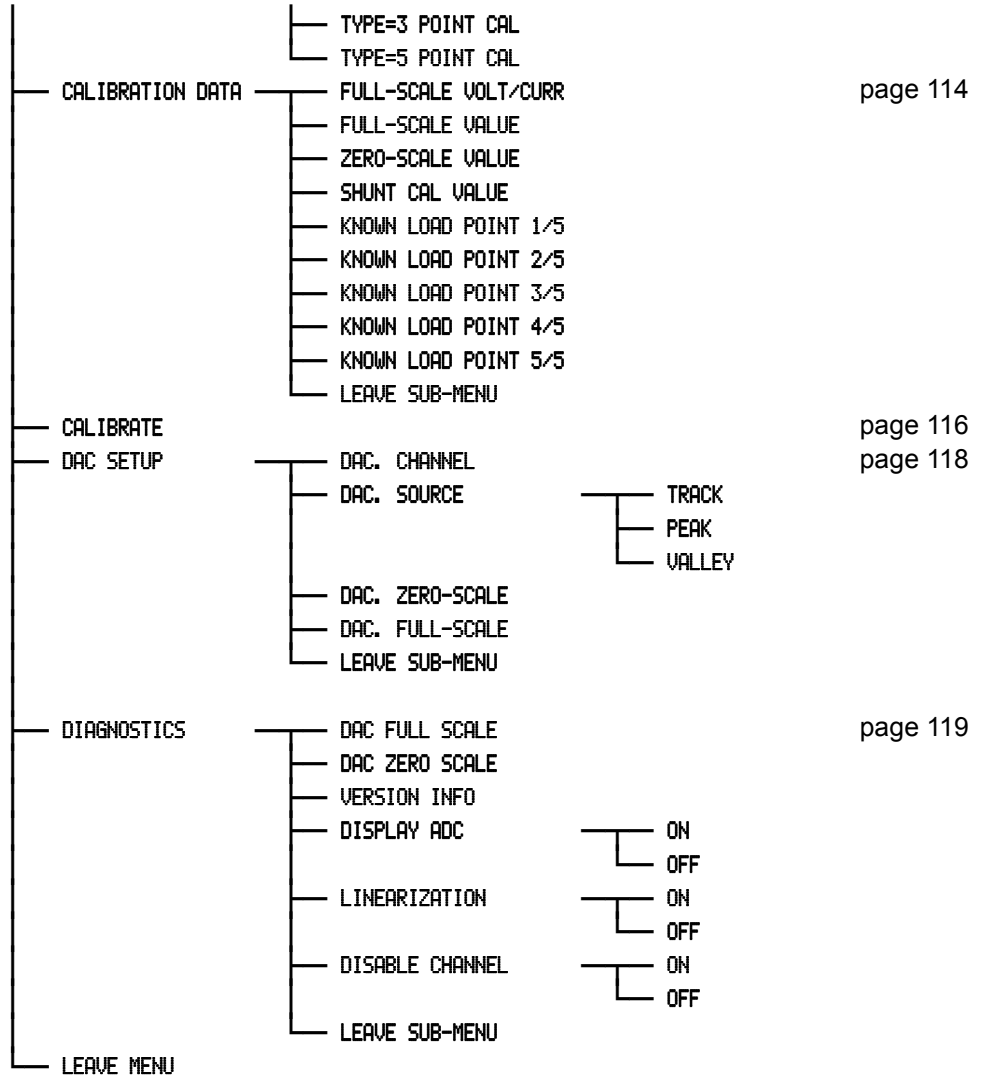 TYPE=3 POINT CAL
TYPE=5 POINT CAL
CALIBRATION DATA FULL-SCALE VOLT/CURR page 114
FULL-SCALE VALUE
ZERO-SCALE VALUE
SHUNT CAL VALUE
KNOWN LOAD POINT 1/5
KNOWN LOAD POINT 2/5
KNOWN LOAD POINT 3/5
KNOWN LOAD POINT 4/5
KNOWN LOAD POINT 5/5
LEAVE SUB-MENU
CALIBRATE page 116
DAC SETUP DAC. CHANNEL page 118
DAC. SOURCE TRACK
PEAK
VALLEY
DAC. ZERO-SCALE
DAC. FULL-SCALE
LEAVE SUB-MENU
DIAGNOSTICS DAC FULL SCALE page 119
DAC ZERO SCALE
VERSION INFO
DISPLAY ADC ON
OFF
LINEARIZATION ON
OFF
DISABLE CHANNEL ON
OFF
LEAVE SUB-MENU
LEAVE MENU